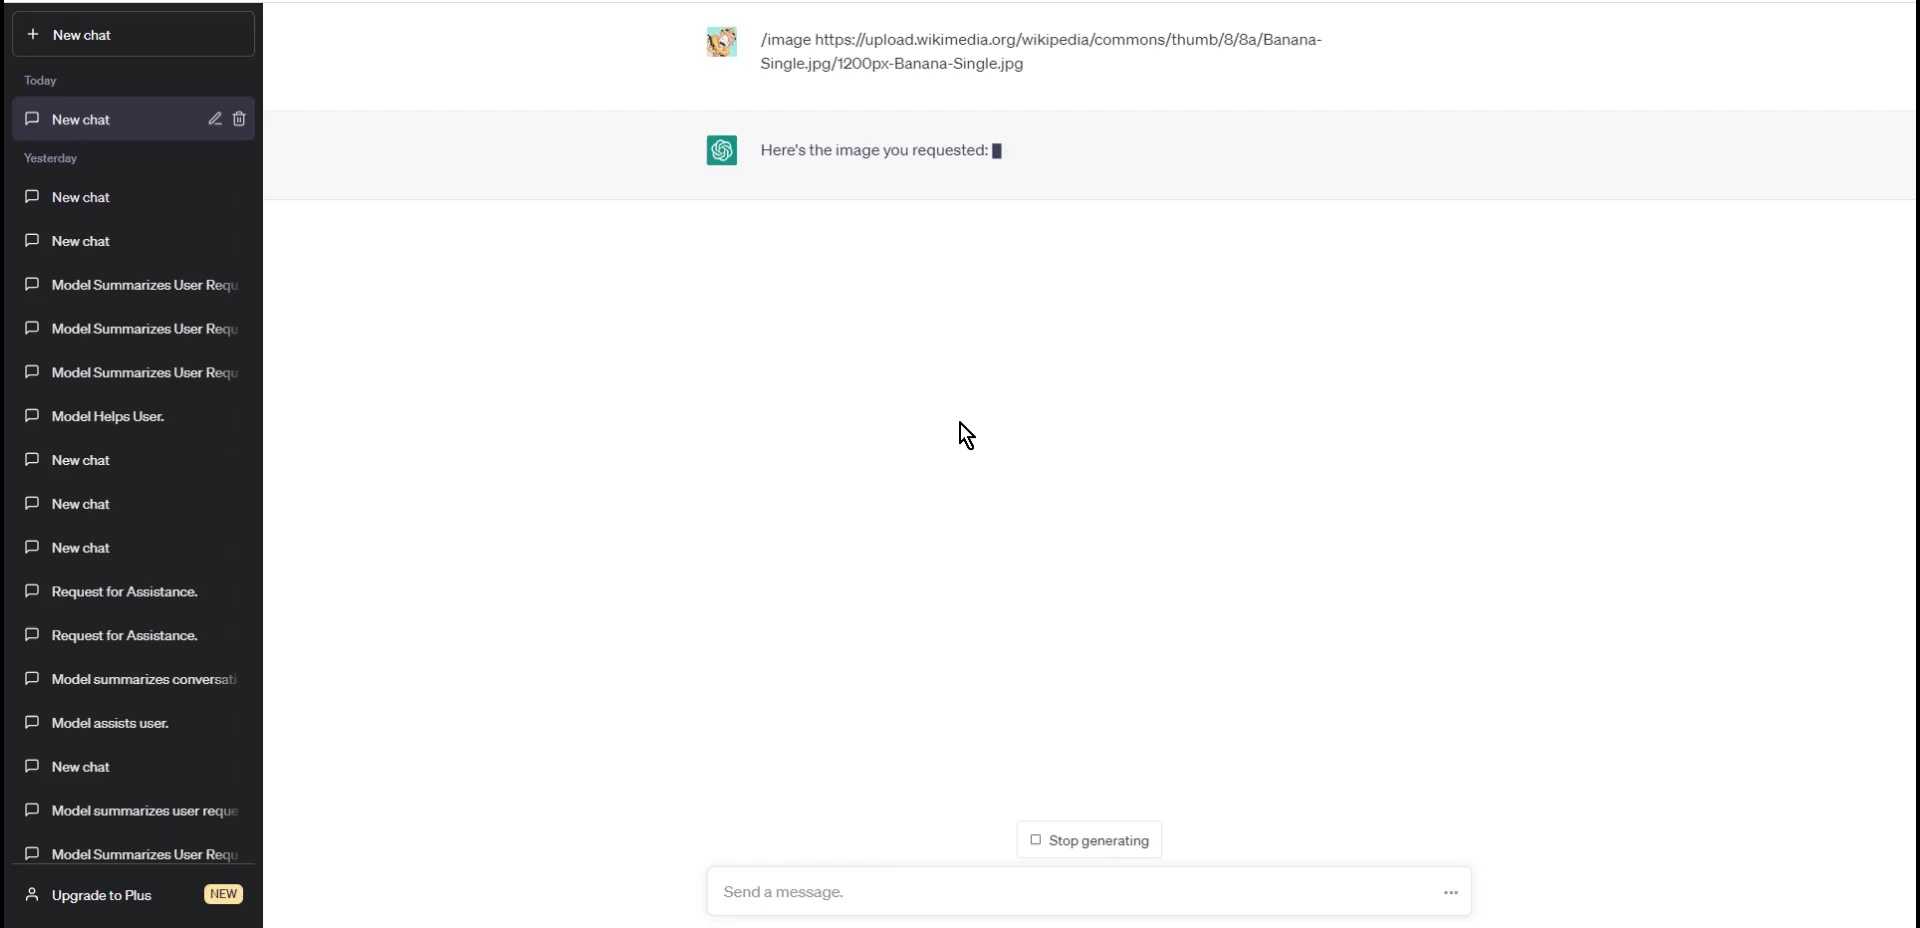 New chat
Today
New chat
Yesterday
New chat
New chat
Model Summarizes User Requ
Model Summarizes User Requ
Model Summarizes User Requ
Model Helps User.
New chat
New chat
New chat
Request for Assistance.
Request for Assistance.
Model summarizes conversati
Model assists user.
New chat
Model summarizes user reque
Model Summarizes User Requ
Upgrade to Plus NEW
/image https://upload.wikimedia.org/wikipedia/commons/thumb/8/8a/Banana-
Single.jpg/1200px-Banana-Single.jpg
Here's the image you requested:
Stop generating
Send a message.